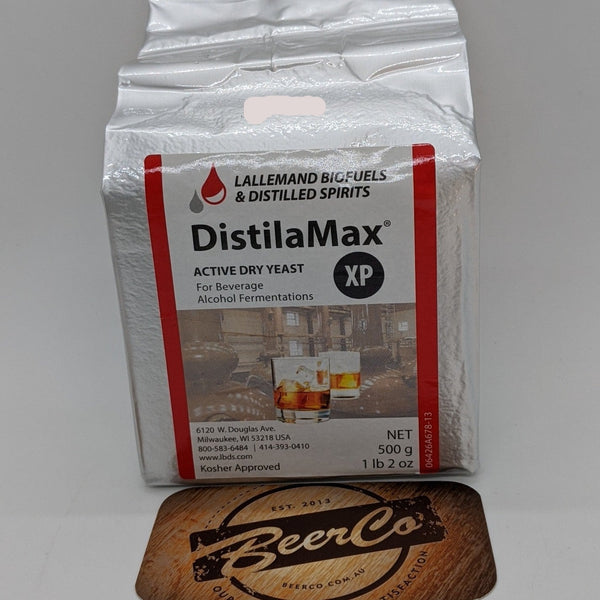 LALLEMAND BIOFUELS
& DISTILLED SPIRITS
DistilaMax®
ACTIVE DRY YEAST
XP
For Beverage
Alcohol Fermentations
6120 W. Douglas Ave.
Milwaukee, WI 53218 USA
800-583-6484 | 414-393-0410
www.lbds.com
Kosher Approved
NET
500 g
1 lb 2 oz
06426A678-13
EST. 2013
BeerCo
BEERCO.COM.AU
OUR
SATISFACTION